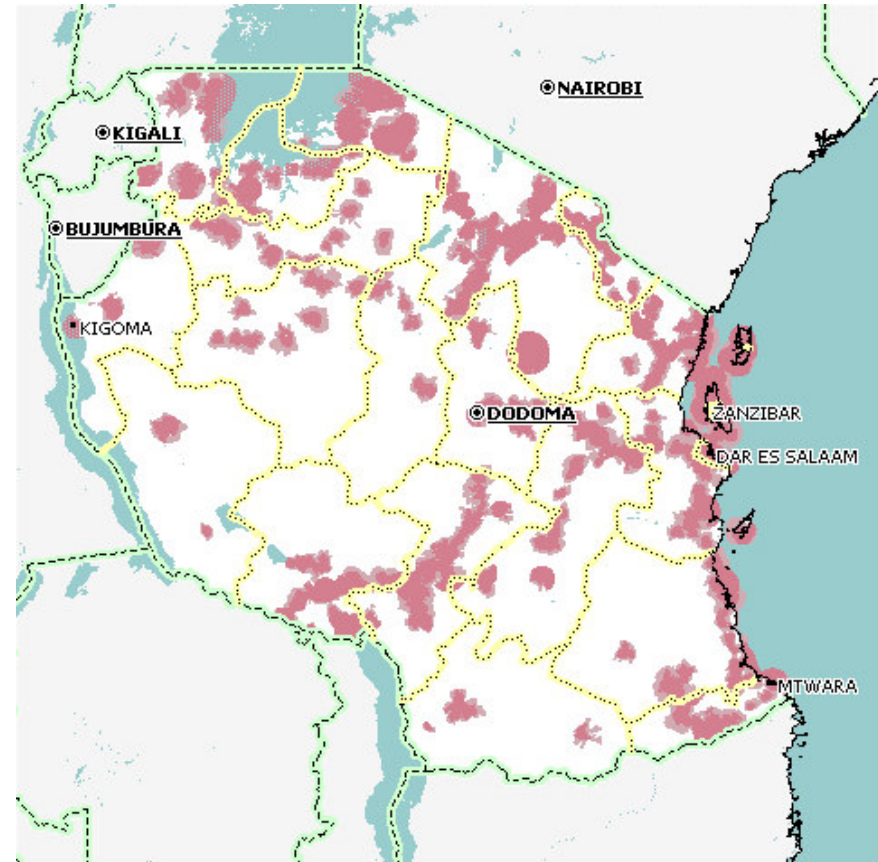 NAIROBI
KIGALI
BUJUMBURA
KIGOMA
DODOMA
ZANZIBAR
DAR ES SALAAM
MTWARA